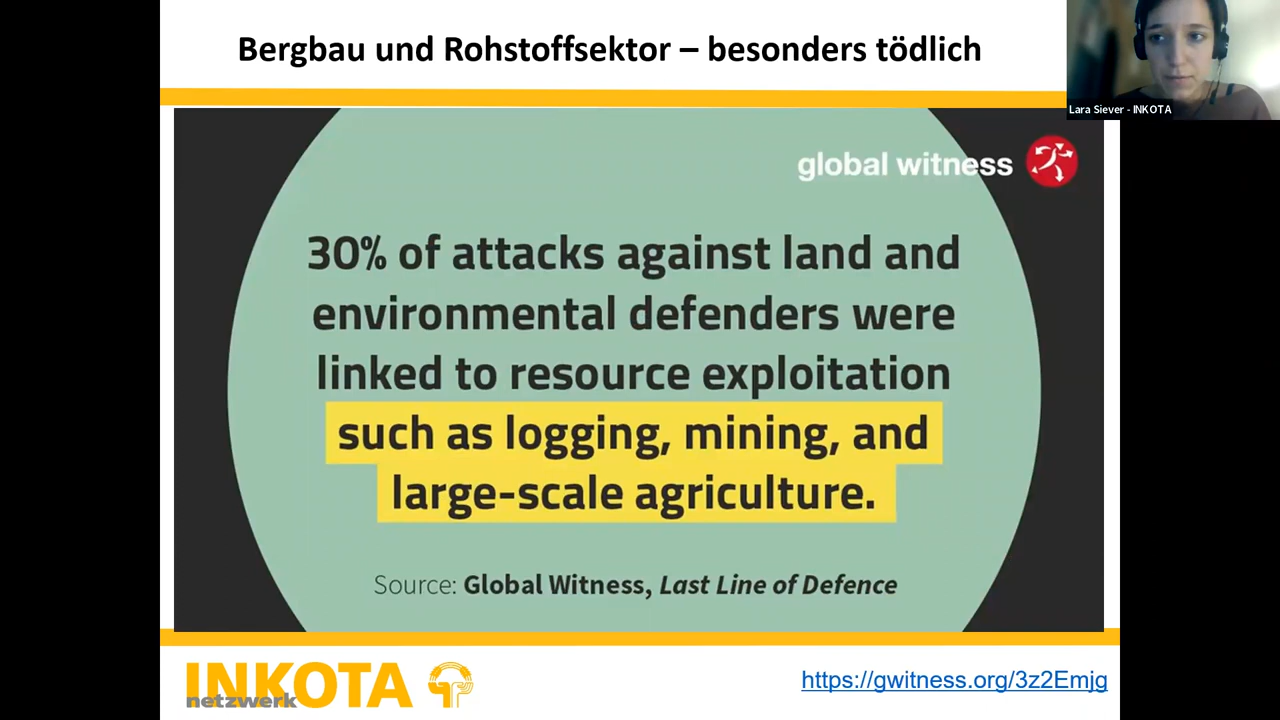 Bergbau und Rohstoffsektor – besonders tödlich
Lara Siever - INKOTA
global witness
30% of attacks against land and
environmental defenders were
linked to resource exploitation
such as logging, mining, and
large-scale agriculture.
Source: Global Witness, Last Line of Defence
INKOTA
netzwerk
https://gwitness.org/3z2Emjg